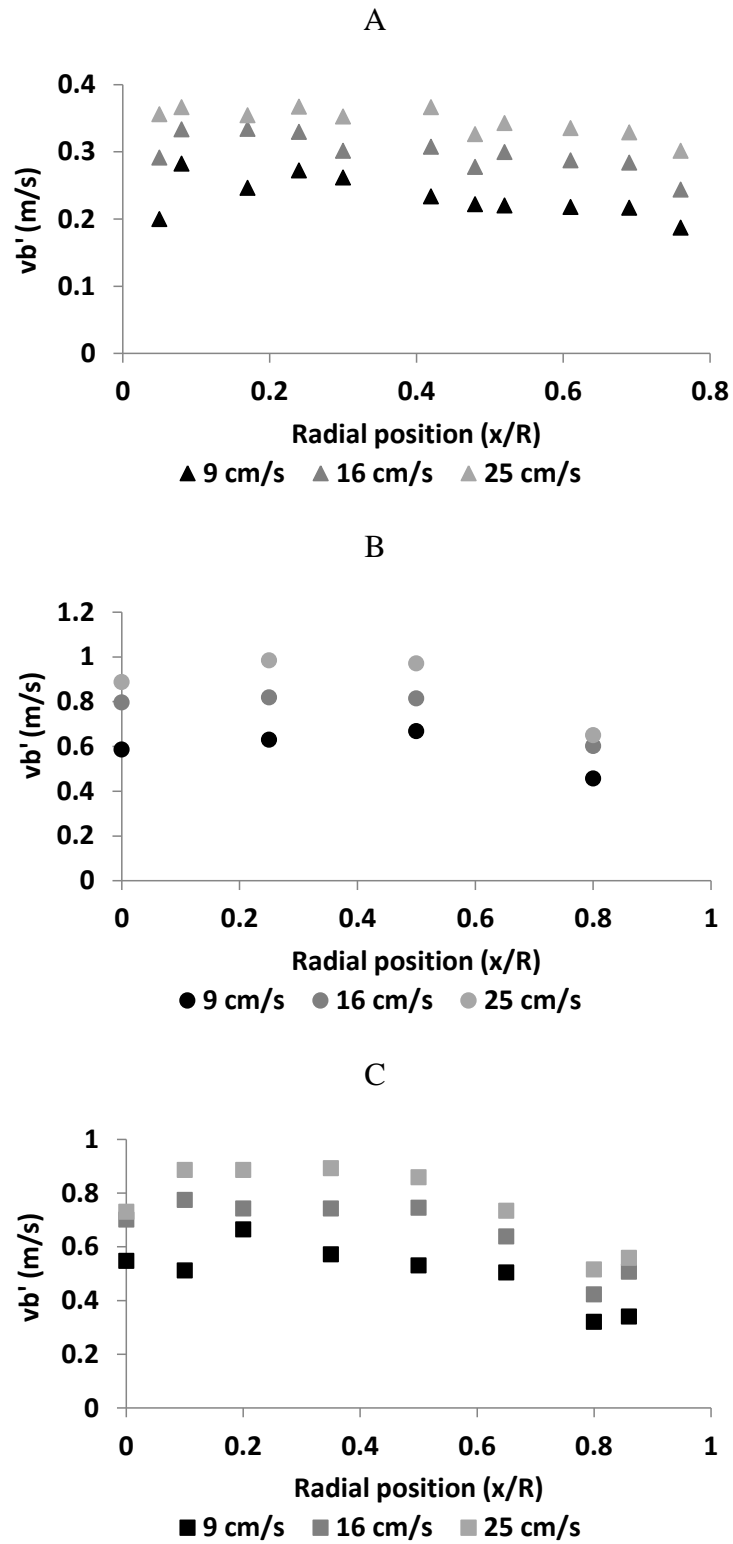 A
0.4
0.3
0.2
0.1
0
vb' (m/s)
0 0.2 0.4 0.6 0.8
Radial position (x/R)
9 cm/s 16 cm/s 25 cm/s
B
1.2
1
0.8
0.6
0.4
0.2
0
vb' (m/s)
0 0.2 0.4 0.6 0.8 1
Radial position (x/R)
9 cm/s 16 cm/s 25 cm/s
C
1
0.8
0.6
0.4
0.2
0
vb' (m/s)
0 0.2 0.4 0.6 0.8 1
Radial position (x/R)
9 cm/s 16 cm/s 25 cm/s